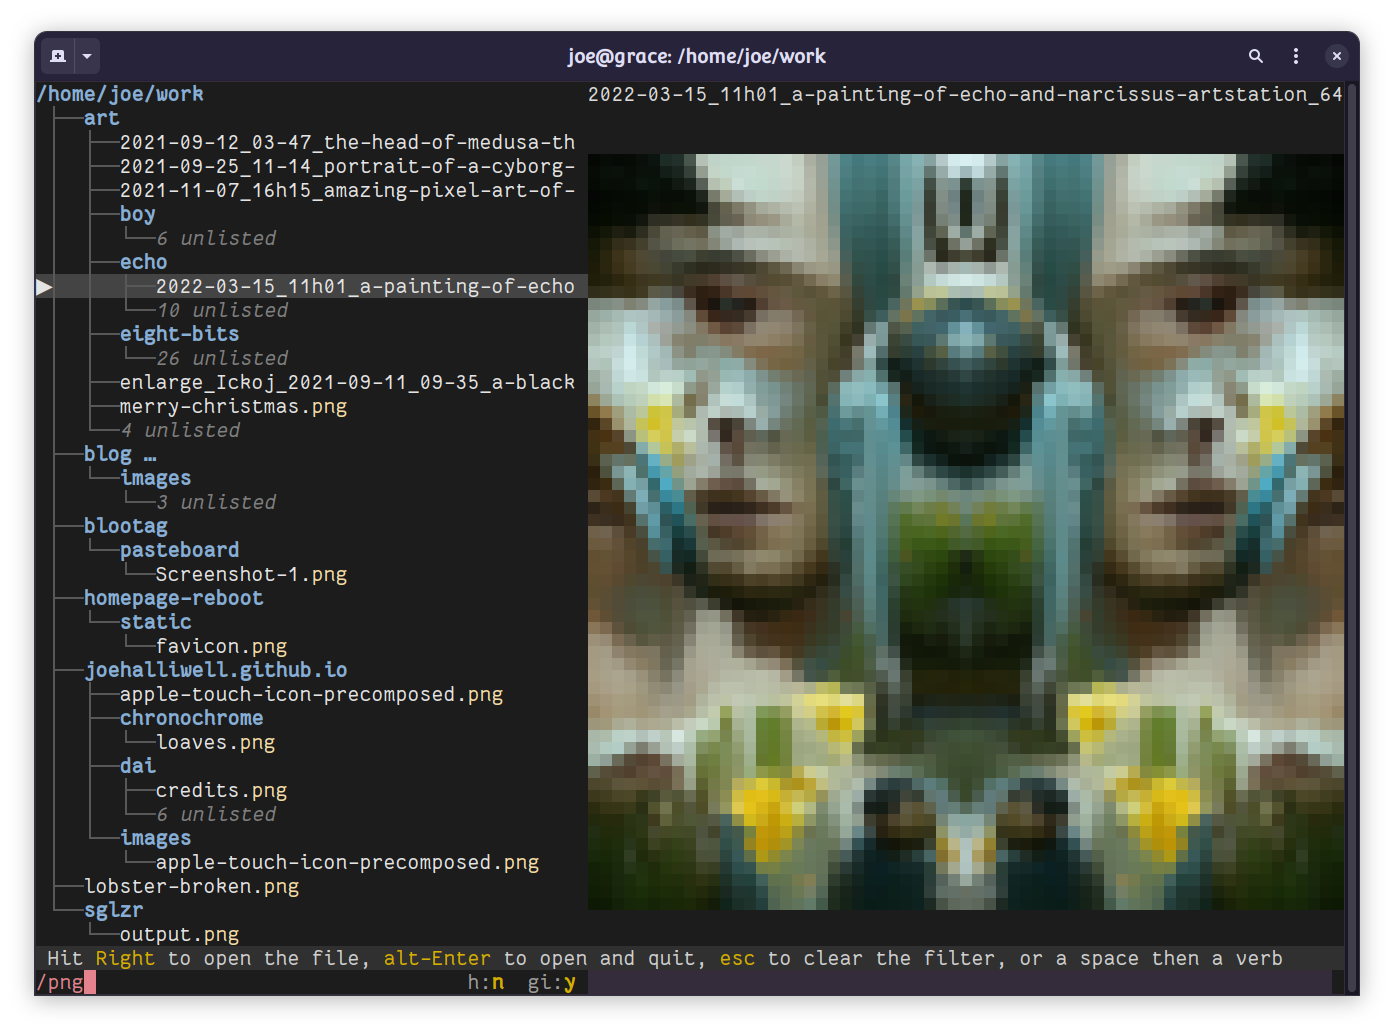 joe@grace: /home/joe/work
/home/joe/work
art
2021-09-12_03-47_the-head-of-medusa-th
2021-09-25_11-14_portrait-of-a-cyborg-
2021-11-07_16h15_amazing-pixel-art-of-
boy
6 unlisted
echo
2022-03-15_11h01_a-painting-of-echo
10 unlisted
eight-bits
26 unlisted
enlarge_Ickoj_2021-09-11_09-35_a-black
merry-christmas.png
4 unlisted
blog …
images
3 unlisted
blootag
pasteboard
Screenshot-1.png
homepage-reboot
static
favicon.png
joehalliwell.github.io
apple-touch-icon-precomposed.png
chronochrome
loaves.png
dai
credits.png
6 unlisted
images
apple-touch-icon-precomposed.png
lobster-broken.png
sglzr
output.png
2022-03-15_11h01_a-painting-of-echo-and-narcissus-artstation_64
Hit Right to open the file, alt-Enter to open and quit, esc to clear the filter, or a space then a verb
/png h:n gi:y